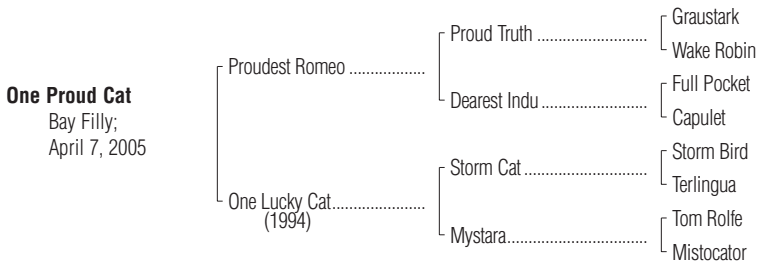 Graustark
Proud Truth ..........................
Wake Robin
Proudest Romeo ..................
One Proud Cat
Full Pocket
Bay Filly;
Dearest Indu .........................
Capulet
April 7, 2005
Storm Bird
Storm Cat .............................
Terlingua
One Lucky Cat......................
(1994)
Tom Rolfe
Mystara.................................
Mistocator